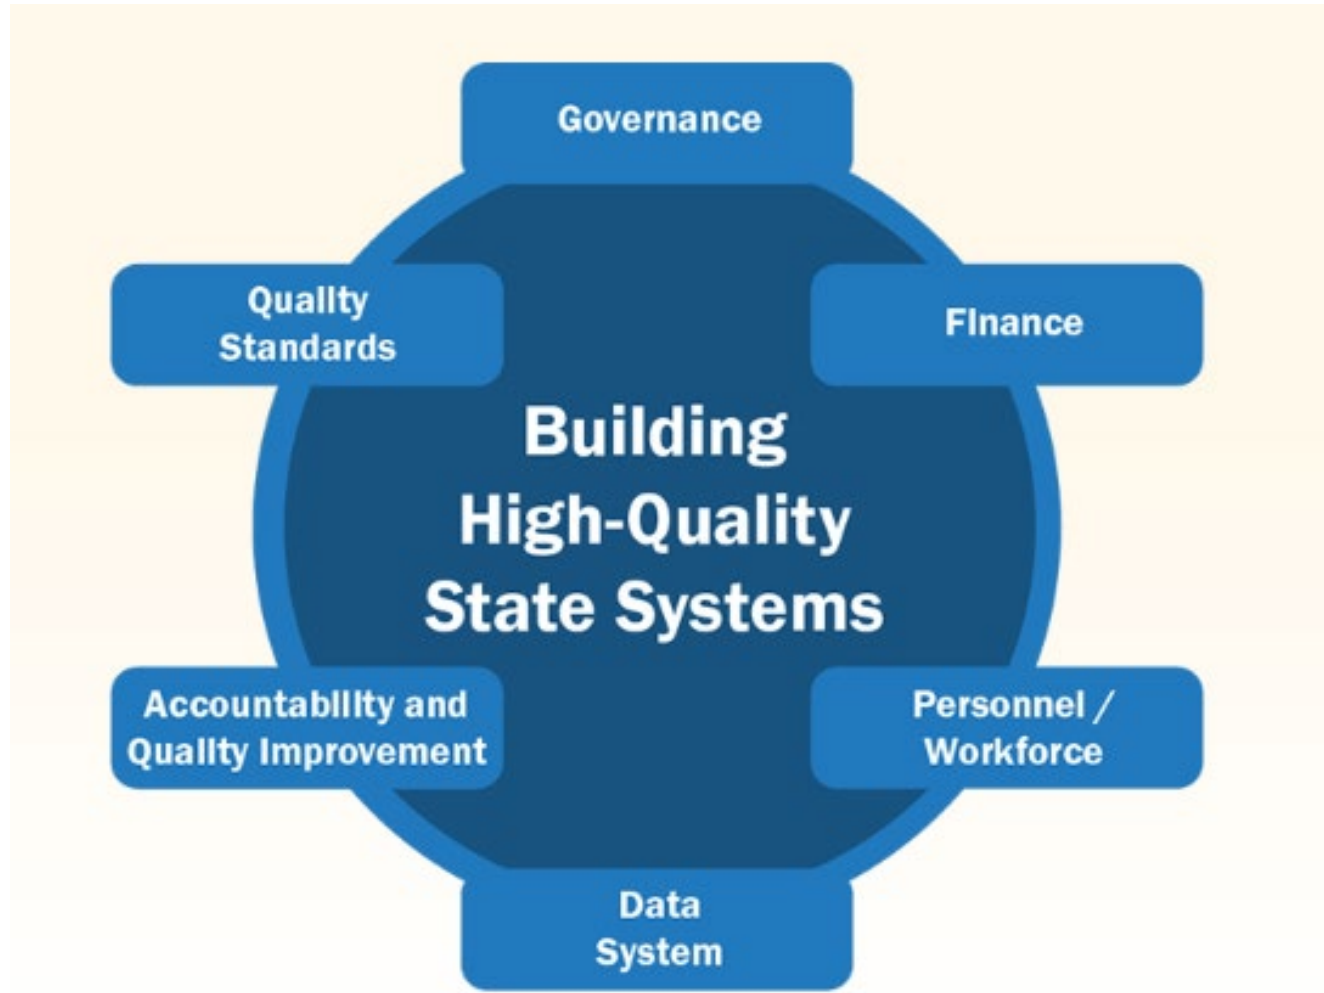 Governance
Quality
Standards
Finance
Building
High-Quality
State Systems
Accountability and
Quality Improvement
Personnel /
Workforce
Data
System